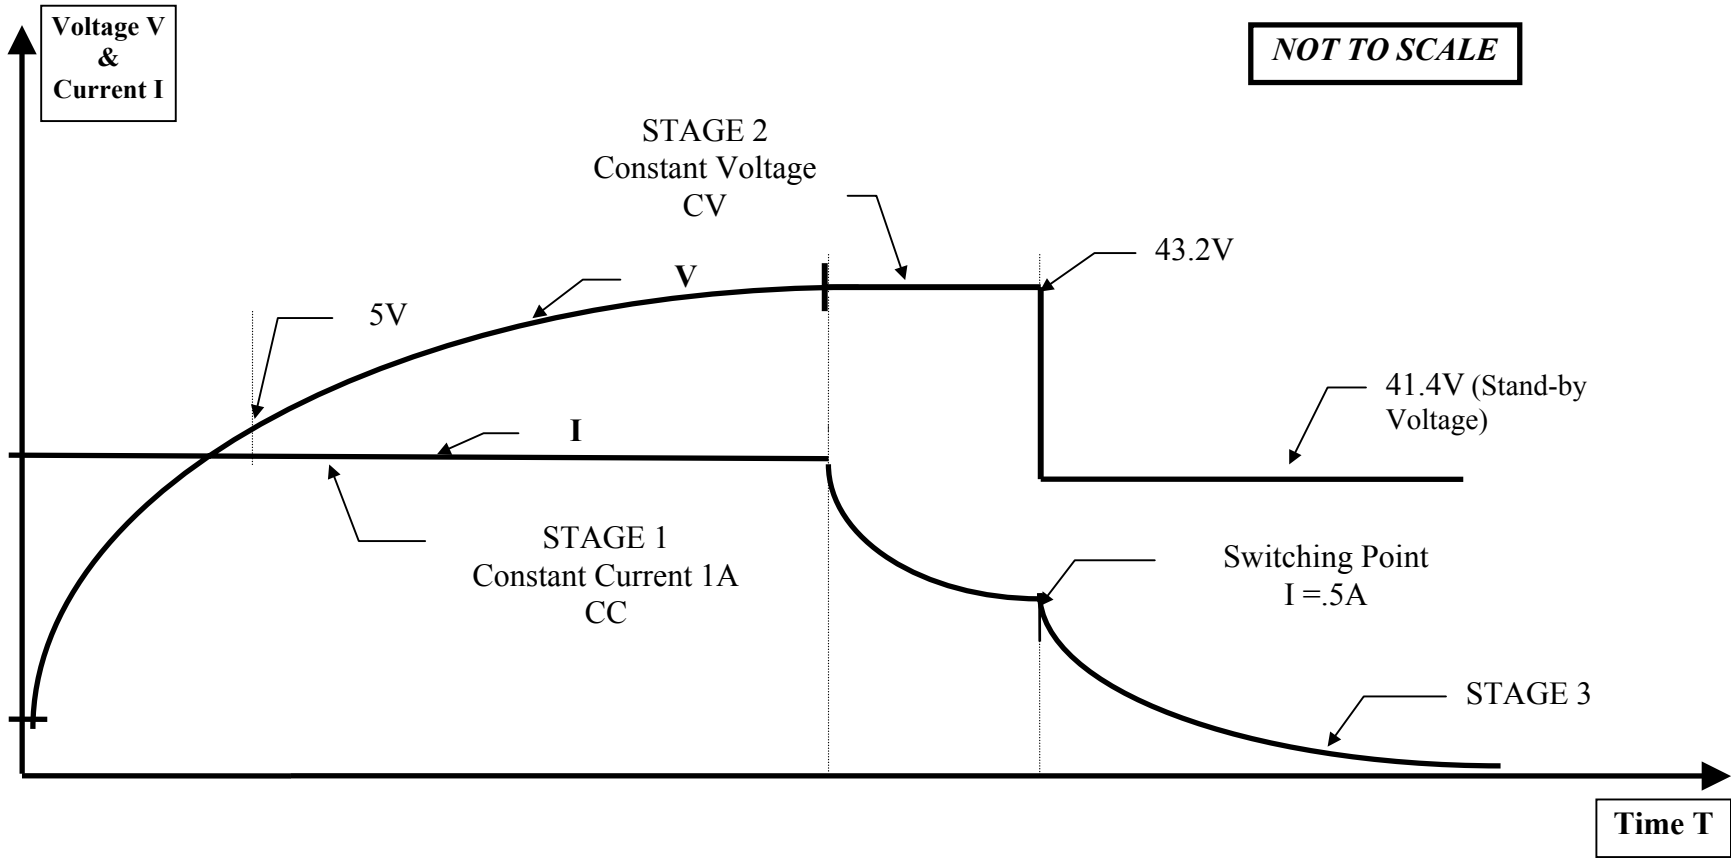 Voltage V
&
Current I
NOT TO SCALE
STAGE 2
Constant Voltage
CV
43.2V
V
5V
41.4V (Stand-by
Voltage)
I
STAGE 1
Constant Current 1A
CC
Switching Point
I =.5A
STAGE 3
Time T